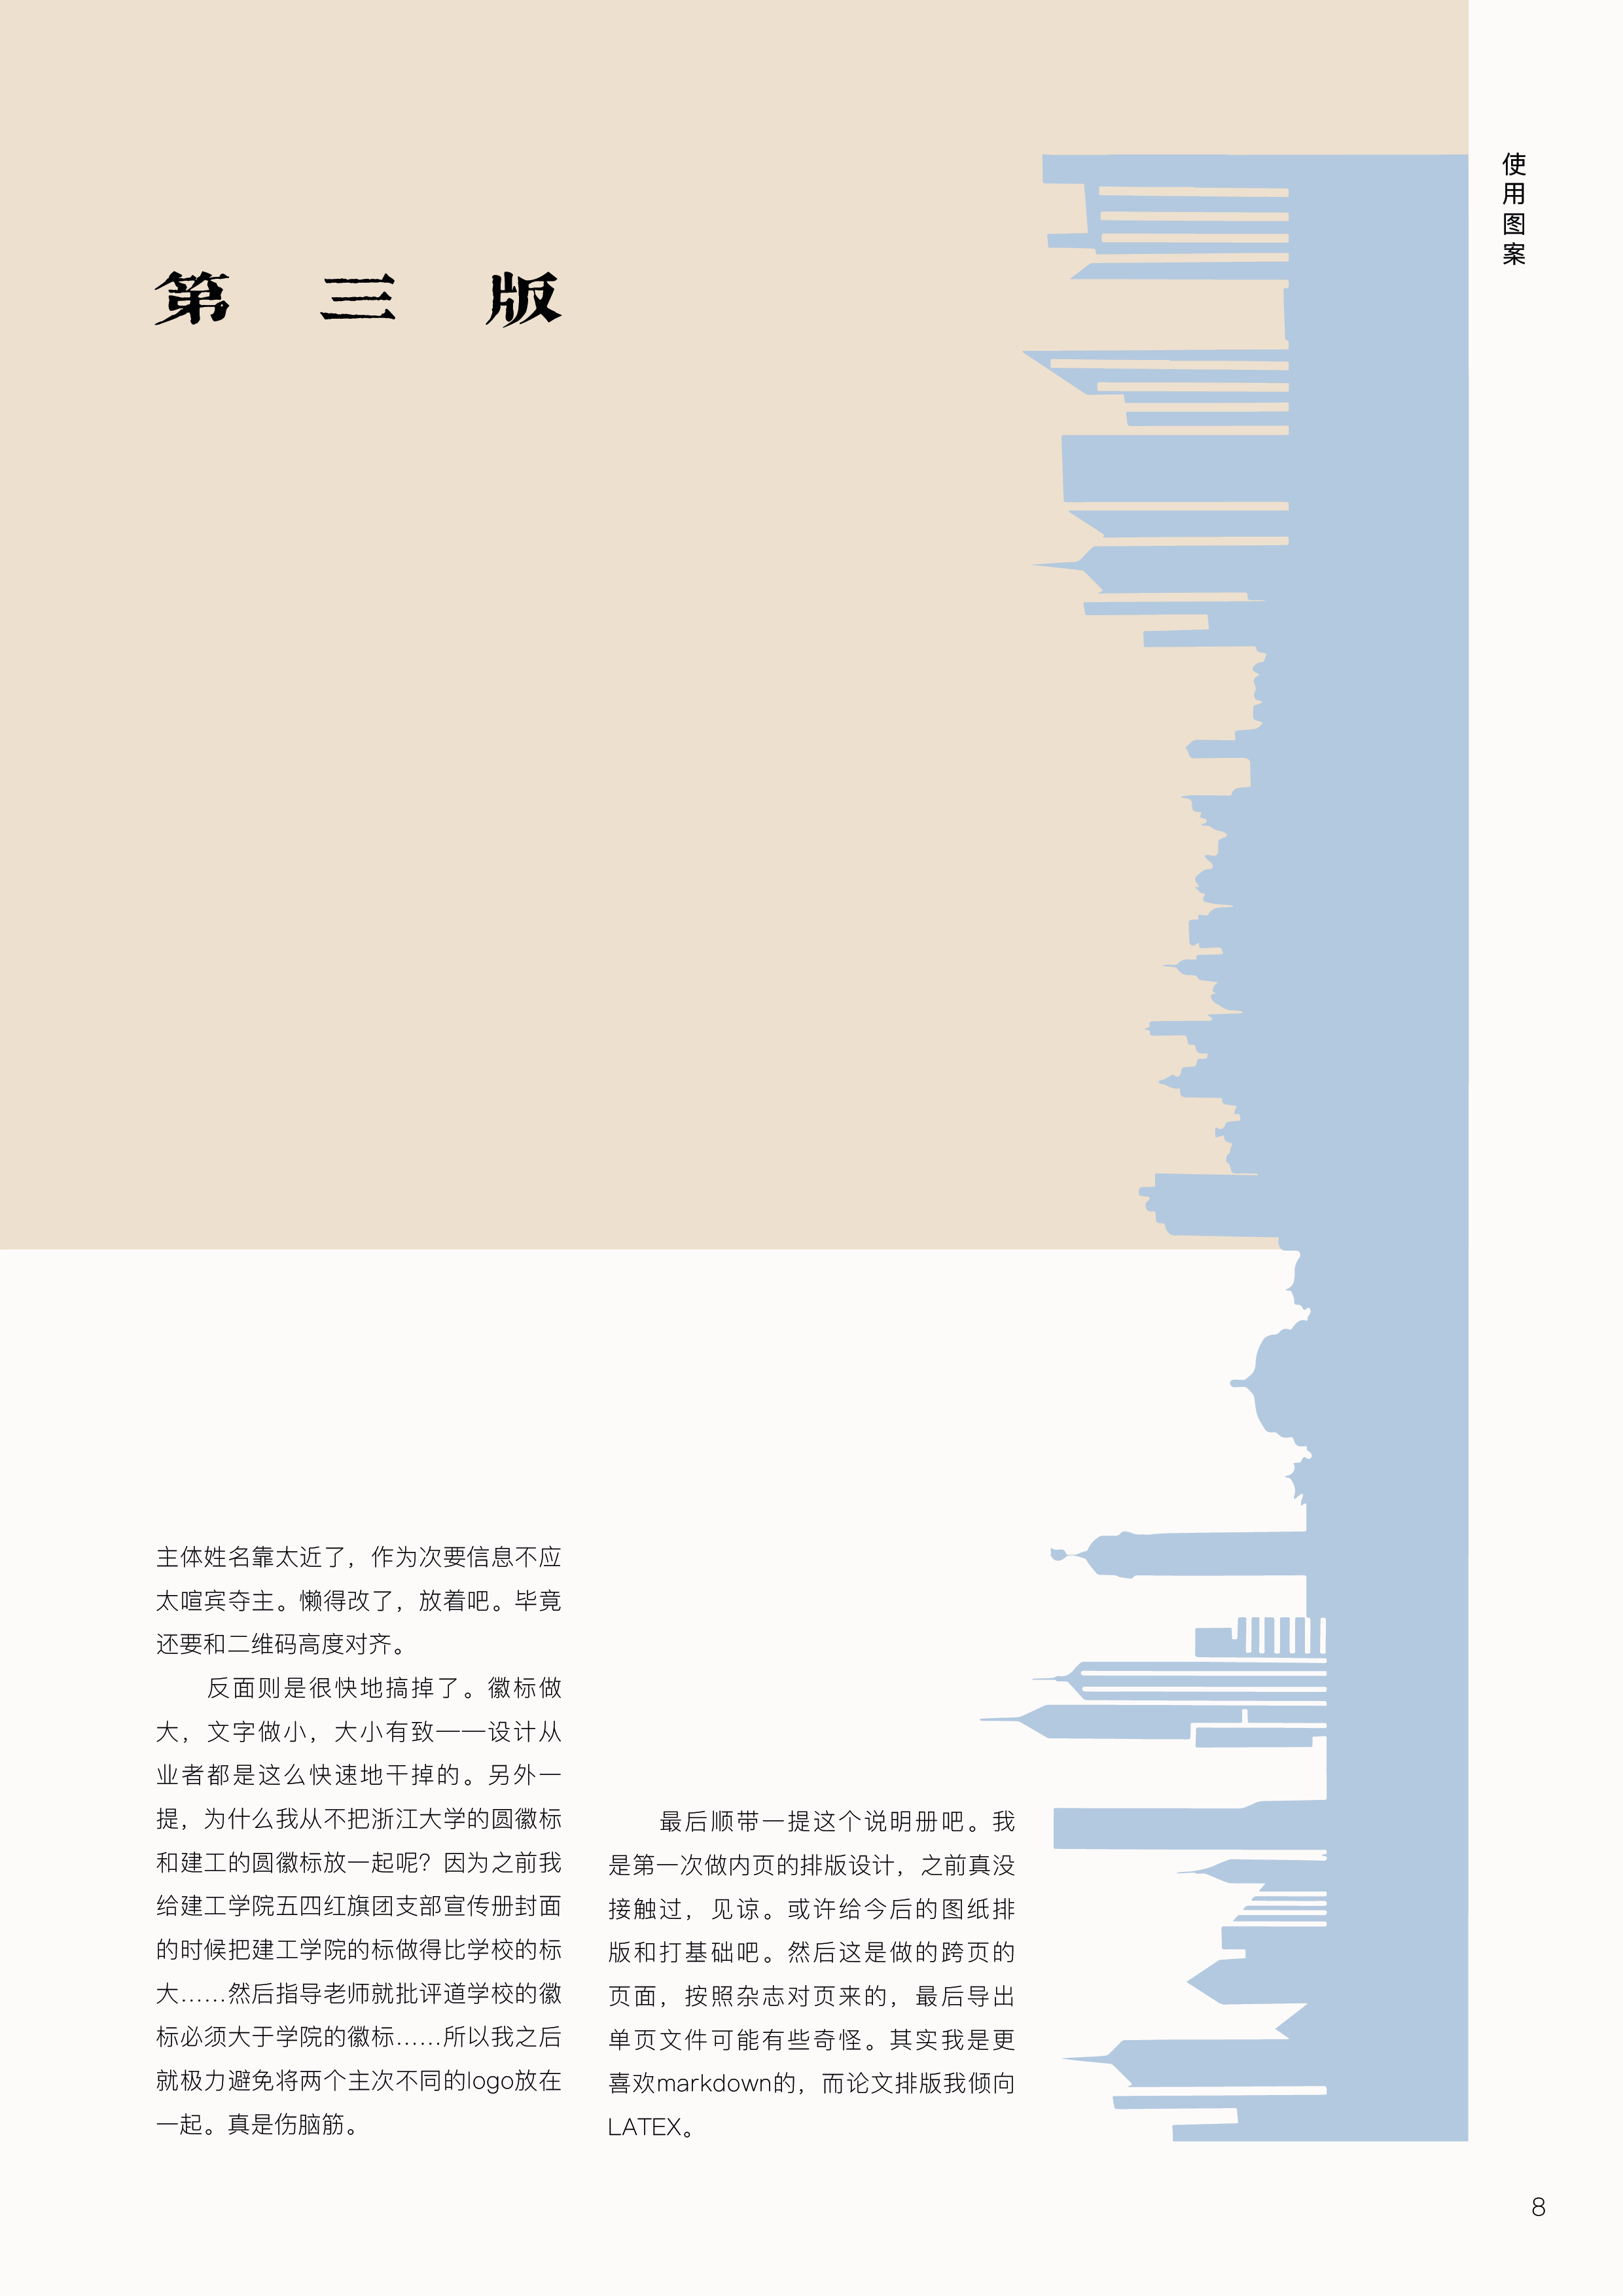 第三版
使用图案
主体姓名靠太近了，作为次要信息不应
太喧宾夺主。懒得改了，放着吧。毕竟
还要和二维码高度对齐。
反面则是很快地搞掉了。徽标做
大，文字做小，大小有致——设计从
业者都是这么快速地干掉的。另外一
提，为什么我从不把浙江大学的圆徽标
和建工的圆徽标放一起呢？因为之前我
给建工学院五四红旗团支部宣传册封面
的时候把建工学院的标做得比学校的标
大……然后指导老师就批评道学校的徽
标必须大于学院的徽标……所以我之后
就极力避免将两个主次不同的logo放在
一起。真是伤脑筋。
最后顺带一提这个说明册吧。我
是第一次做内页的排版设计，之前真没
接触过，见谅。或许给今后的图纸排
版和打基础吧。然后这是做的跨页的
页面，按照杂志对页来的，最后导出
单页文件可能有些奇怪。其实我是更
喜欢markdown的，而论文排版我倾向
LATEX。
8